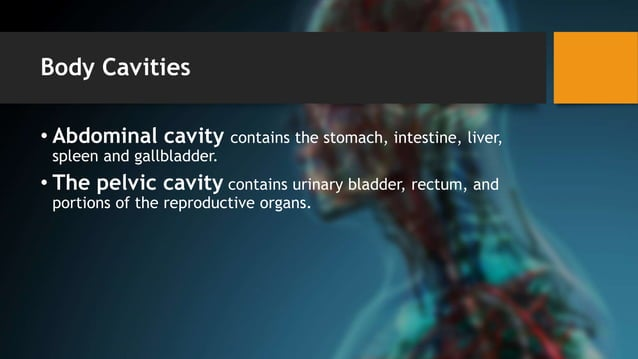 Body Cavities
• Abdominal cavity contains the stomach, intestine, liver,
spleen and gallbladder.
• The pelvic cavity contains urinary bladder, rectum, and
portions of the reproductive organs.